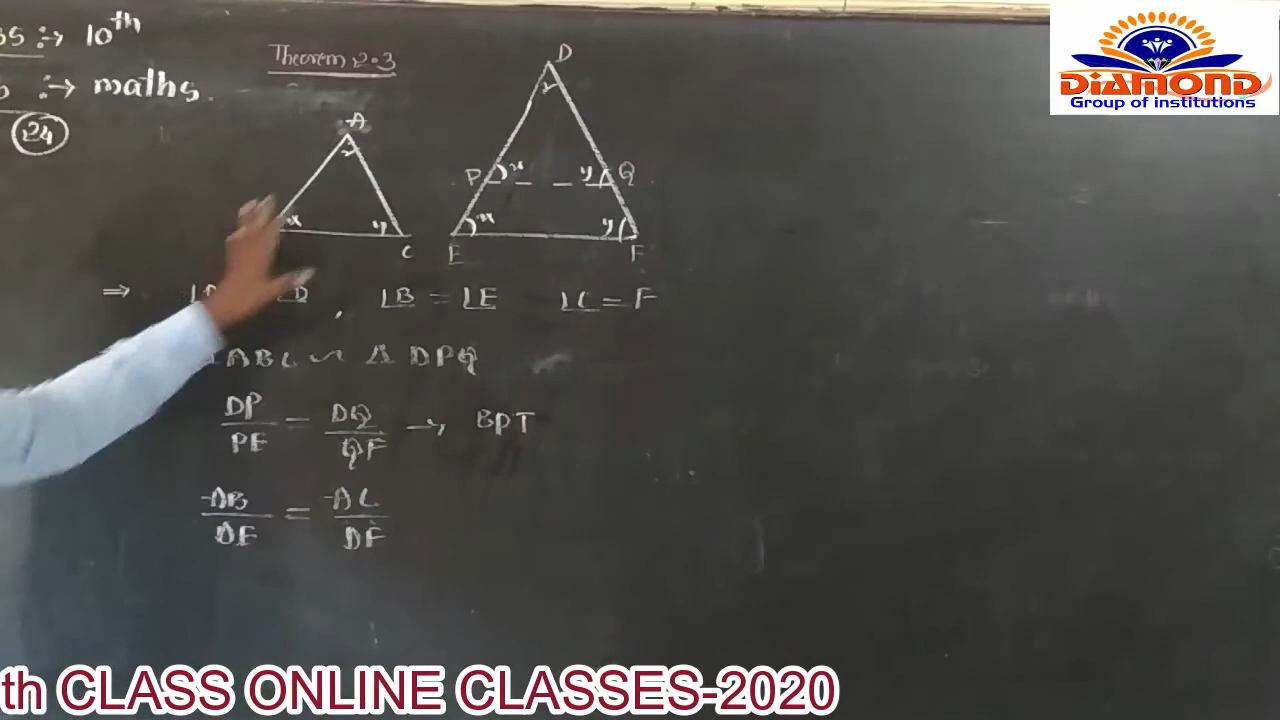 10th
maths.
24
Theorem 2.3
A
C
x y
D
P x y Q
E x y F
⇒ D , ∠B = ∠E ∠C = F
ABC ~ Δ DPQ
DP/PE = DQ/QF → BPT
AB/DE = AC/DF
DIAMOND
Group of institutions
th CLASS ONLINE CLASSES-2020